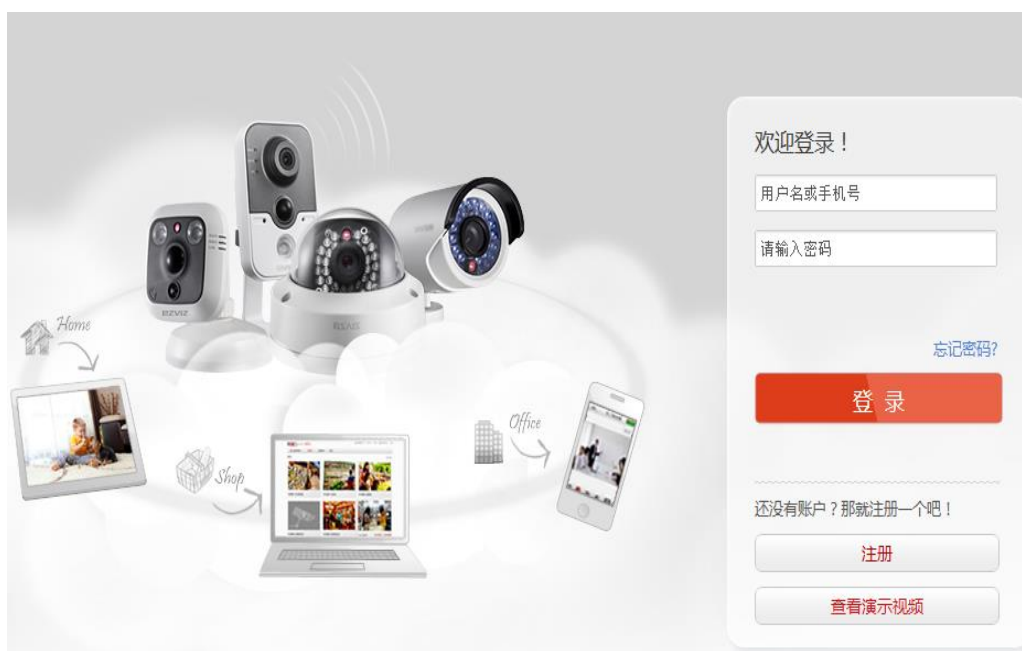 欢迎登录！
用户名或手机号
请输入密码
忘记密码?
登 录
还没有账户？那就注册一个吧！
注册
查看演示视频
EZVIZ
Home
Shop
Office